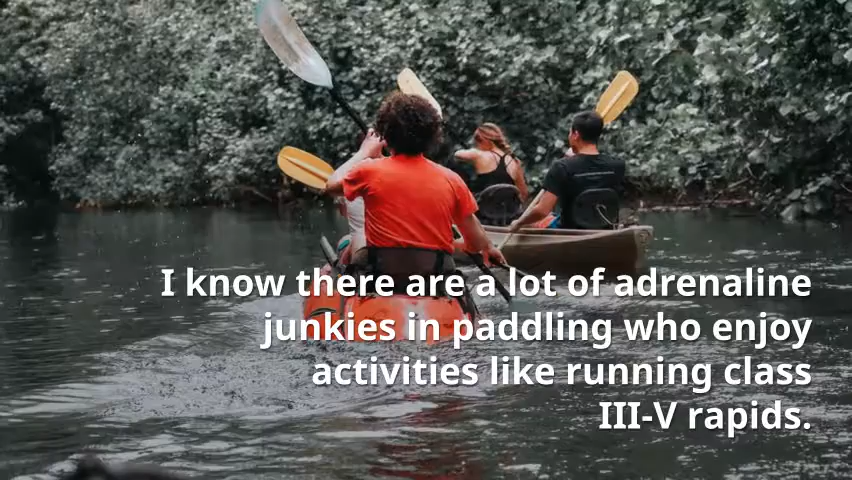 I know there are a lot of adrenaline
junkies in paddling who enjoy
activities like running class
III-V rapids.